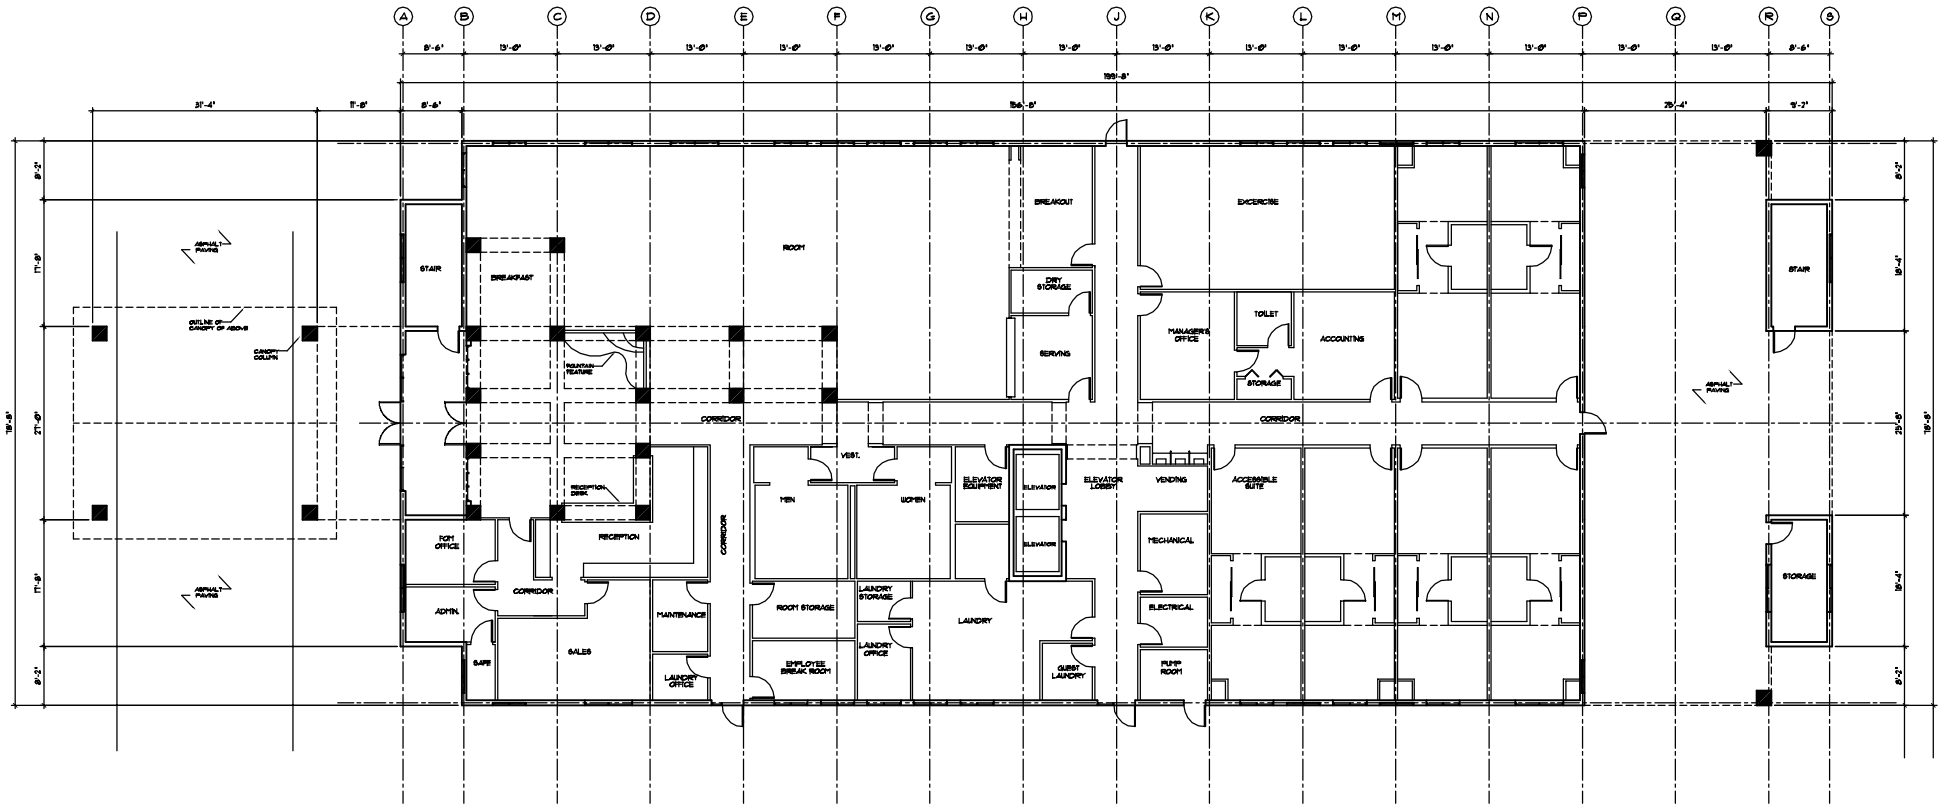 A B C D E F G H J K L M N P Q R S
8'-6" 13'-0" 13'-0" 13'-0" 13'-0" 13'-0" 13'-0" 13'-0" 13'-0" 13'-0" 13'-0" 13'-0" 13'-0" 13'-0" 13'-0" 8'-6"
199'-8"
31'-4" 11'-8" 8'-6" 156'-8" 9'-2"
8'-2" 8'-2"
BREAKOUT EXCERCISE
ASPHALT
PAVING
ROOM
STAIR STAIR
BREAKFAST
17'-8" 18'-4"
DRY
STORAGE
TOILET
OUTLINE OF
CANOPY OF ABOVE
MANAGER'S
OFFICE
ACCOUNTING
CANOPY
COLUMN
SERVING
FOUNTAIN
FEATURE
STORAGE
ASPHALT
PAVING
78'-8" 27'-0" CORRIDOR CORRIDOR 25'-8" 78'-8"
VEST.
ELEVATOR
EQUIPMENT
ELEVATOR
ELEVATOR
LOBBY
VENDING
ACCESSIBLE
SUITE
RECEPTION
DESK
MEN WOMEN
FOM
OFFICE
RECEPTION
CORRIDOR
ELEVATOR
MECHANICAL
17'-8" 18'-4"
STORAGE
ASPHALT
PAVING
CORRIDOR
LAUNDRY
STORAGE
ADMIN.
MAINTENANCE
ROOM STORAGE
ELECTRICAL
LAUNDRY
SALES
LAUNDRY
OFFICE
SAFE
EMPLOYEE
BREAK ROOM
GUEST
LAUNDRY
PUMP
ROOM
LAUNDRY
OFFICE
8'-2" 8'-2"